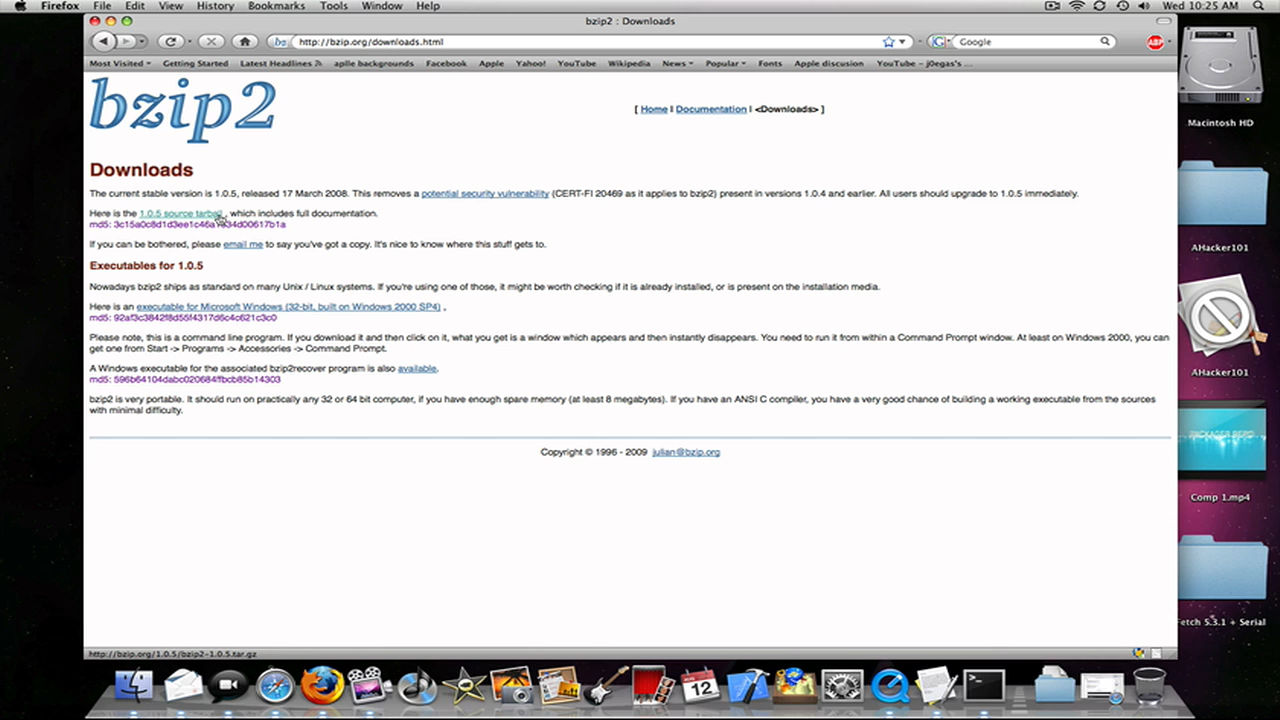 Firefox File Edit View History Bookmarks Tools Window Help Wed 10:25 AM
bzip2 : Downloads
http://bzip.org/downloads.html Google ABP
Most Visited Getting Started Latest Headlines aplle backgrounds Facebook Apple Yahoo! YouTube Wikipedia News Popular Fonts Apple discusion YouTube – j0egas's ...
bzip2
[ Home | Documentation | <Downloads> ]
Downloads
The current stable version is 1.0.5, released 17 March 2008. This removes a potential security vulnerability (CERT-FI 20469 as it applies to bzip2) present in versions 1.0.4 and earlier. All users should upgrade to 1.0.5 immediately.
Here is the 1.0.5 source tarball , which includes full documentation.
md5:
If you can be bothered, please email me to say you've got a copy. It's nice to know where this stuff gets to.
Executables for 1.0.5
Nowadays bzip2 ships as standard on many Unix / Linux systems. If you're using one of those, it might be worth checking if it is already installed, or is present on the installation media.
Here is an executable for Microsoft Windows (32-bit, built on Windows 2000 SP4) .
md5: 92af3c3842f8d55f4317d6c4c621c3c0
Please note, this is a command line program. If you download it and then click on it, what you get is a window which appears and then instantly disappears. You need to run it from within a Command Prompt window. At least on Windows 2000, you can
get one from Start -> Programs -> Accessories -> Command Prompt.
A Windows executable for the associated bzip2recover program is also available.
md5: 596b64104dabc020684ffbcb85b14303
bzip2 is very portable. It should run on practically any 32 or 64 bit computer, if you have enough spare memory (at least 8 megabytes). If you have an ANSI C compiler, you have a very good chance of building a working executable from the sources
with minimal difficulty.
Copyright © 1996 - 2009 julian@bzip.org
http://bzip.org/1.0.5/bzip2-1.0.5.tar.gz
Macintosh HD
AHacker101
AHacker101
Comp 1.mp4
Fetch 5.3.1 + Serial
12